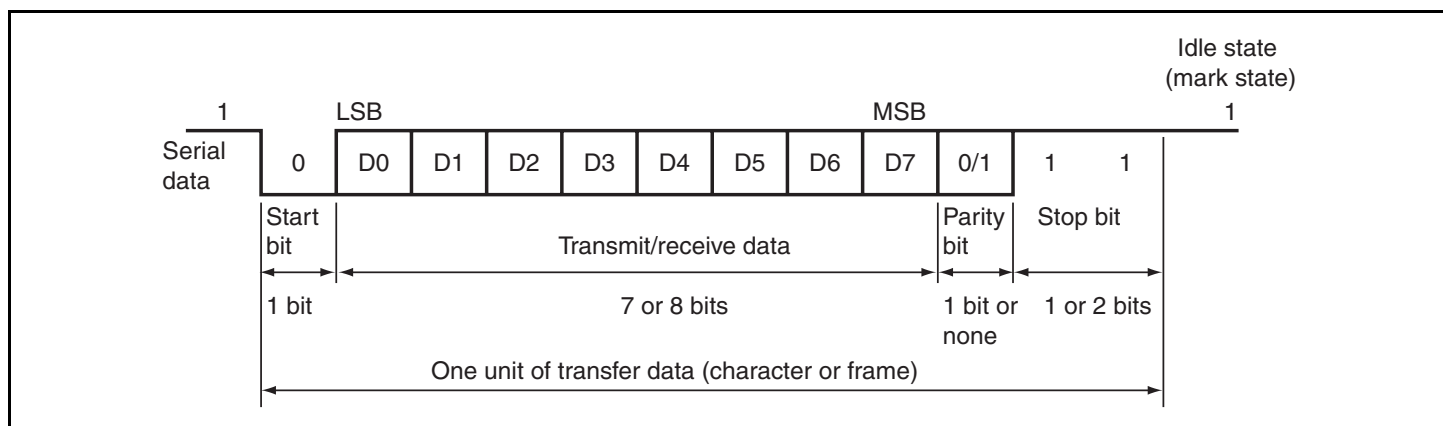 Idle state
(mark state)
1 LSB MSB 1
Serial
data
0 D0 D1 D2 D3 D4 D5 D6 D7 0/1 1 1
Start
bit
Transmit/receive data
Parity
bit
Stop bit
1 bit
7 or 8 bits
1 bit or
none
1 or 2 bits
One unit of transfer data (character or frame)